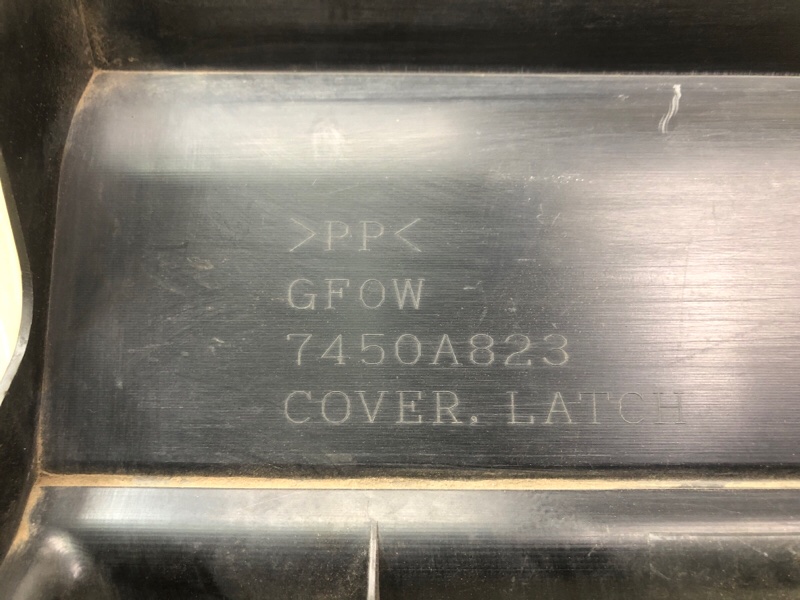 >PP<
GF0W
7450A823
COVER, LATCH